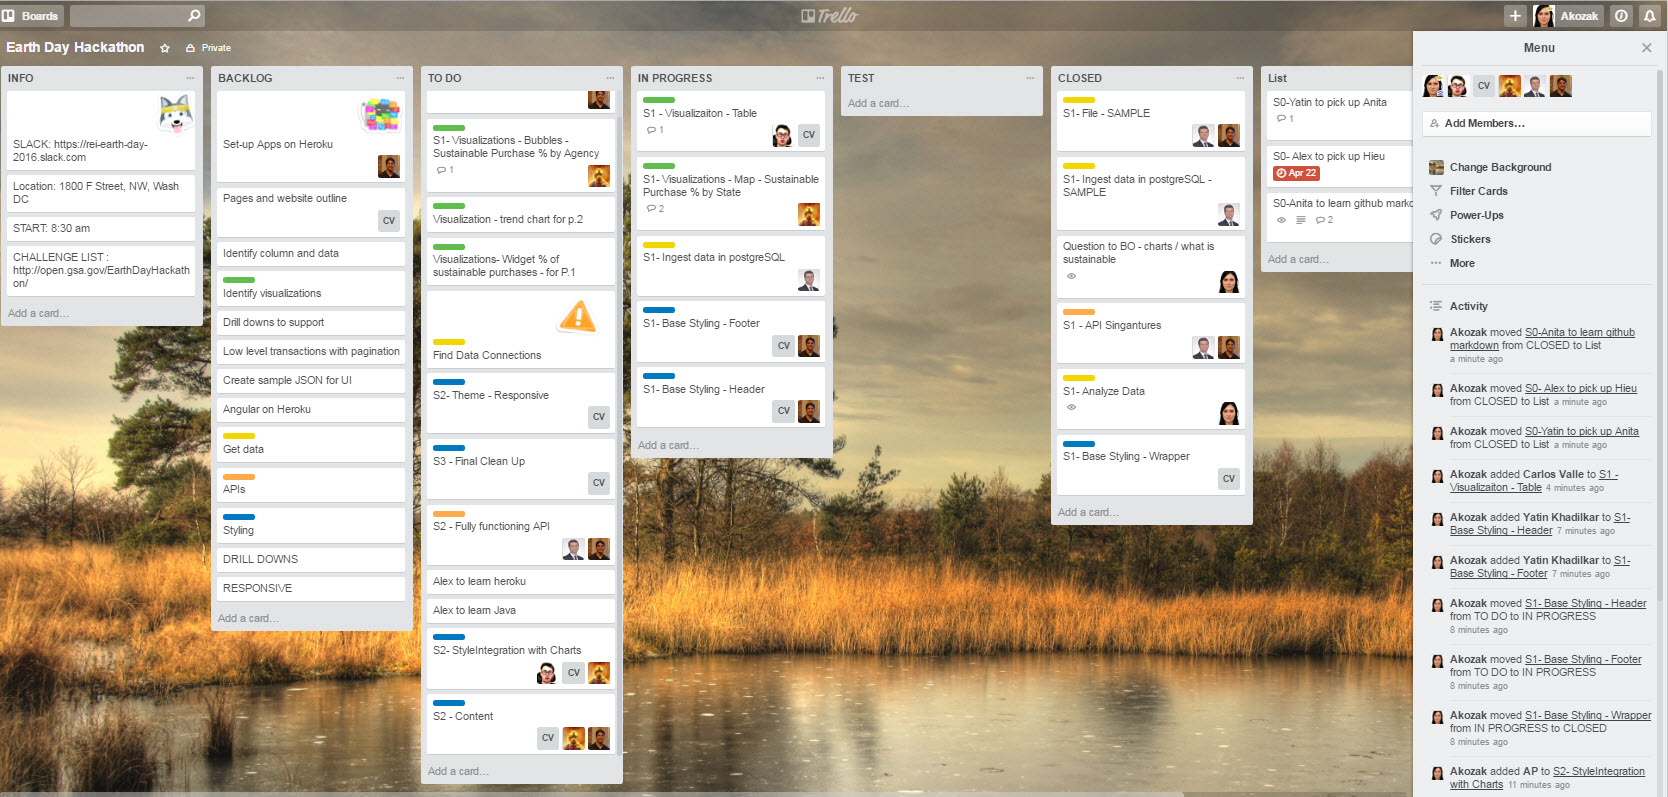 Boards
Trello
Akozak
Earth Day Hackathon
Private
INFO
SLACK: https://rei-earth-day-
2016.slack.com
Location: 1800 F Street, NW, Wash
DC
START: 8:30 am
CHALLENGE LIST :
http://open.gsa.gov/EarthDayHackath
on/
Add a card...
BACKLOG
Set-up Apps on Heroku
Pages and website outline
CV
Identify column and data
Identify visualizations
Drill downs to support
Low level transactions with pagination
Create sample JSON for UI
Angular on Heroku
Get data
APIs
Styling
DRILL DOWNS
RESPONSIVE
Add a card...
TO DO
S1- Visualizations - Bubbles -
Sustainable Purchase % by Agency
1
Visualization - trend chart for p.2
Visualizations- Widget % of
sustainable purchases - for P.1
Find Data Connections
S2- Theme - Responsive
CV
S3 - Final Clean Up
CV
S2 - Fully functioning API
Alex to learn heroku
Alex to learn Java
S2- StyleIntegration with Charts
CV
S2 - Content
CV
Add a card...
IN PROGRESS
S1 - Visualizaiton - Table
1
CV
S1- Visualizations - Map - Sustainable
Purchase % by State
2
S1- Ingest data in postgreSQL
S1- Base Styling - Footer
CV
S1- Base Styling - Header
CV
Add a card...
TEST
Add a card...
CLOSED
S1- File - SAMPLE
S1- Ingest data in postgreSQL -
SAMPLE
Question to BO - charts / what is
sustainable
S1 - API Singantures
S1- Analyze Data
S1- Base Styling - Wrapper
CV
Add a card...
List
S0-Yatin to pick up Anita
1
S0- Alex to pick up Hieu
Apr 22
S0-Anita to learn github marko
2
Add a card...
Menu
CV
Add Members...
Change Background
Filter Cards
Power-Ups
Stickers
More
Activity
Akozak moved S0-Anita to learn github
markdown from CLOSED to List
a minute ago
Akozak moved S0- Alex to pick up Hieu
from CLOSED to List a minute ago
Akozak moved S0-Yatin to pick up Anita
from CLOSED to List a minute ago
Akozak added Carlos Valle to S1 -
Visualizaiton - Table 4 minutes ago
Akozak added Yatin Khadilkar to S1-
Base Styling - Header 7 minutes ago
Akozak added Yatin Khadilkar to S1-
Base Styling - Footer 7 minutes ago
Akozak moved S1- Base Styling - Header
from TO DO to IN PROGRESS
8 minutes ago
Akozak moved S1- Base Styling - Footer
from TO DO to IN PROGRESS
8 minutes ago
Akozak moved S1- Base Styling - Wrapper
from IN PROGRESS to CLOSED
8 minutes ago
Akozak added AP to S2- StyleIntegration
with Charts 11 minutes ago